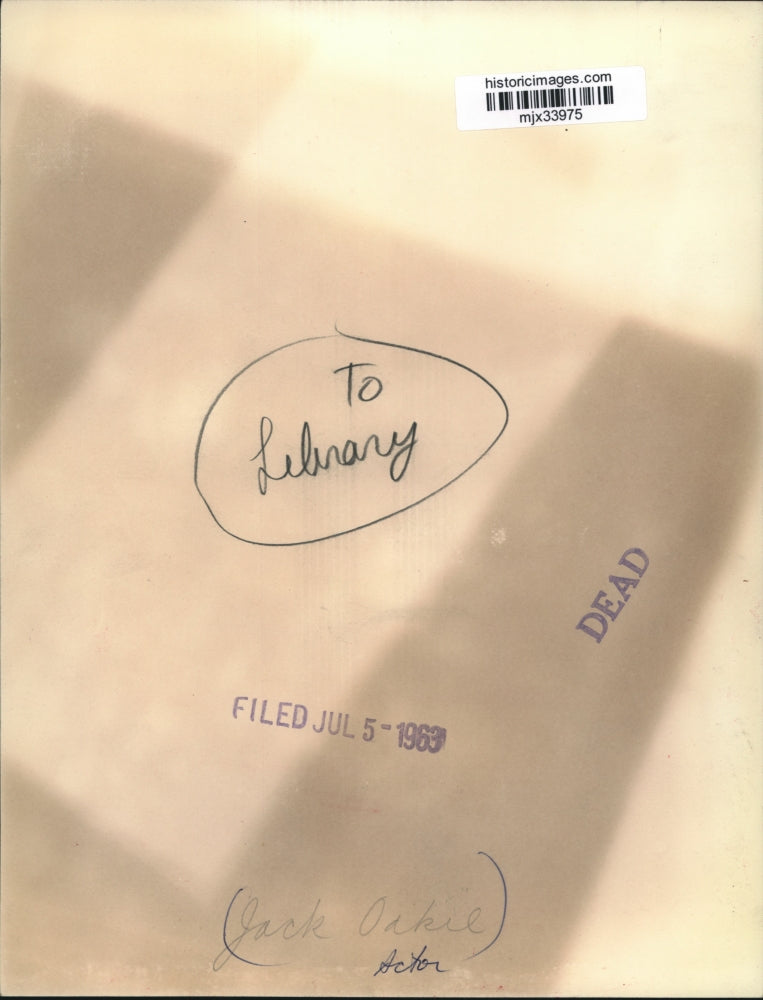 historicimages.com
mjx33975
To
Library
DEAD
FILED JUL 5-1963
(Jack Oakie)
Actor